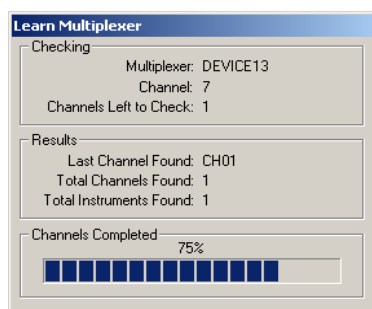 Learn Multiplexer
Checking
Multiplexer: DEVICE13
Channel: 7
Channels Left to Check: 1
Results
Last Channel Found: CH01
Total Channels Found: 1
Total Instruments Found: 1
Channels Completed
75%